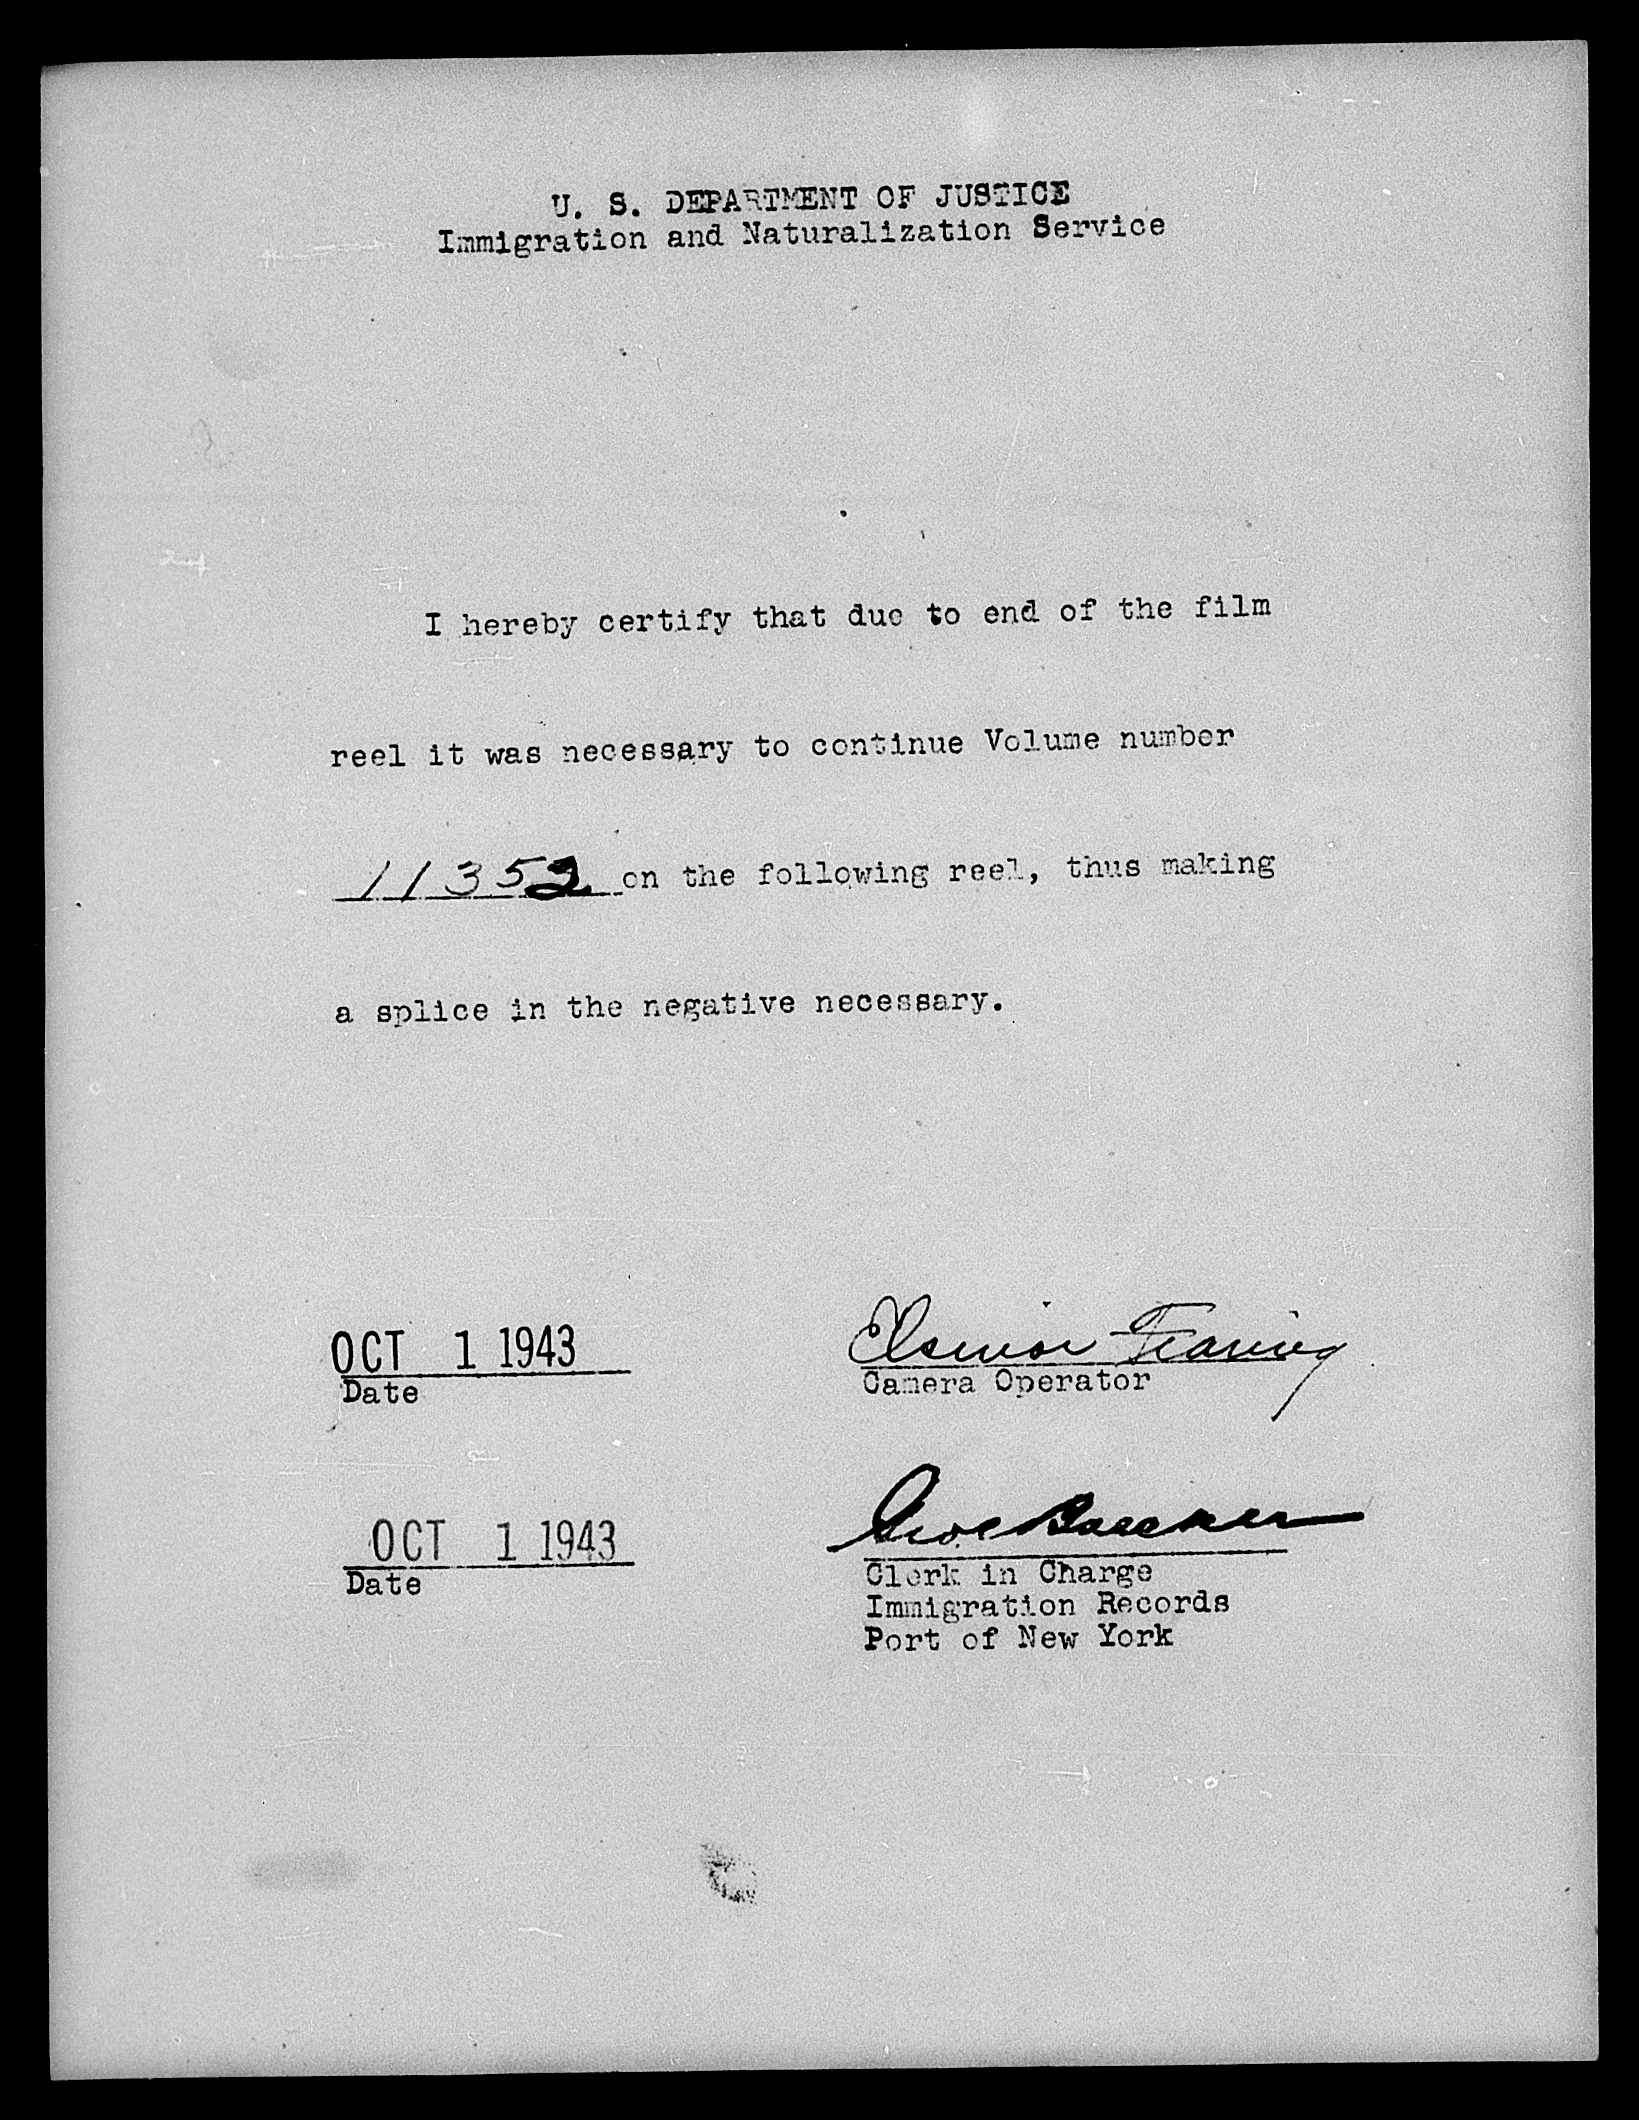 U. S. DEPARTMENT OF JUSTICE
Immigration and Naturalization Service
I hereby certify that due to end of the film
reel it was necessary to continue Volume number
11352 on the following reel, thus making
a splice in the negative necessary.
OCT 1 1943
Date
Camera Operator
OCT 1 1943
Date
Clerk in Charge
Immigration Records
Port of New York